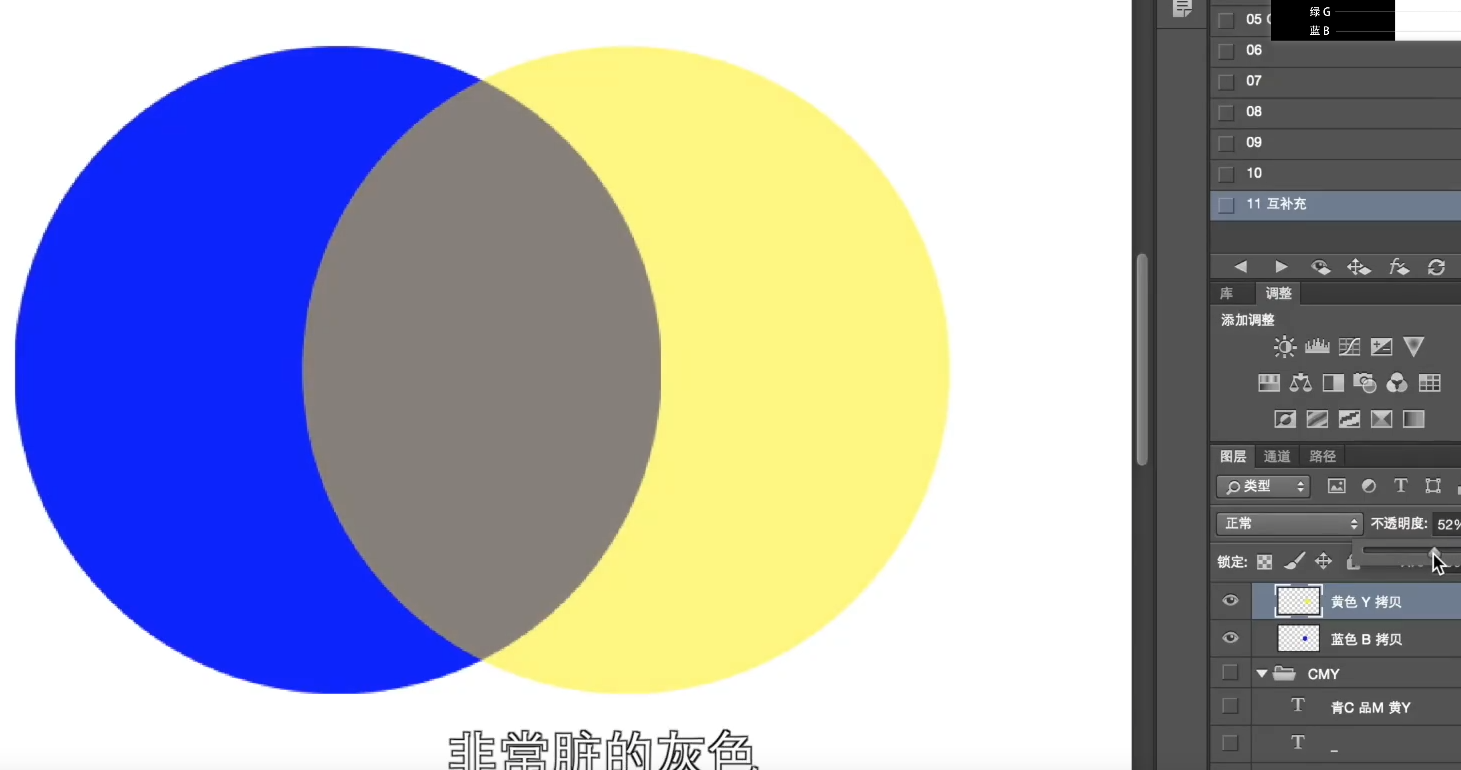 绿 G
蓝 B
05
06
07
08
09
10
11 互补充
库 调整
添加调整
图层 通道 路径
类型 T
正常 不透明度: 52%
锁定:
黄色 Y 拷贝
蓝色 B 拷贝
CMY
T 青C 品M 黄Y
T _
非常脏的灰色